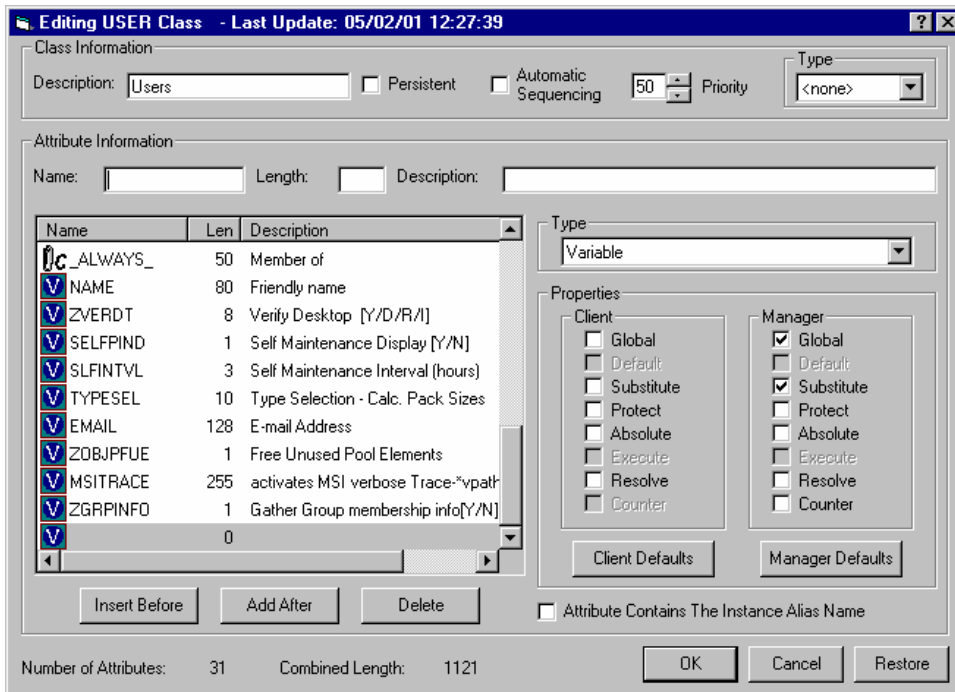 Editing USER Class - Last Update: 05/02/01 12:27:39
Class Information
Description: Users Persistent Automatic Sequencing 50 Priority Type <none>
Attribute Information
Name: Length: Description:
Name Len Description
_ALWAYS_ 50 Member of
NAME 80 Friendly name
ZVERDT 8 Verify Desktop [Y/D/R/I]
SELFPIND 1 Self Maintenance Display [Y/N]
SLFINTVL 3 Self Maintenance Interval (hours)
TYPESEL 10 Type Selection - Calc. Pack Sizes
EMAIL 128 E-mail Address
ZOBJPFUE 1 Free Unused Pool Elements
MSITRACE 255 activates MSI verbose Trace-*vpath
ZGRPINFO 1 Gather Group membership info[Y/N]
0
Insert Before Add After Delete
Type
Variable
Properties
Client
Global
Default
Substitute
Protect
Absolute
Execute
Resolve
Counter
Client Defaults
Manager
Global
Default
Substitute
Protect
Absolute
Execute
Resolve
Counter
Manager Defaults
Attribute Contains The Instance Alias Name
Number of Attributes: 31 Combined Length: 1121
OK Cancel Restore